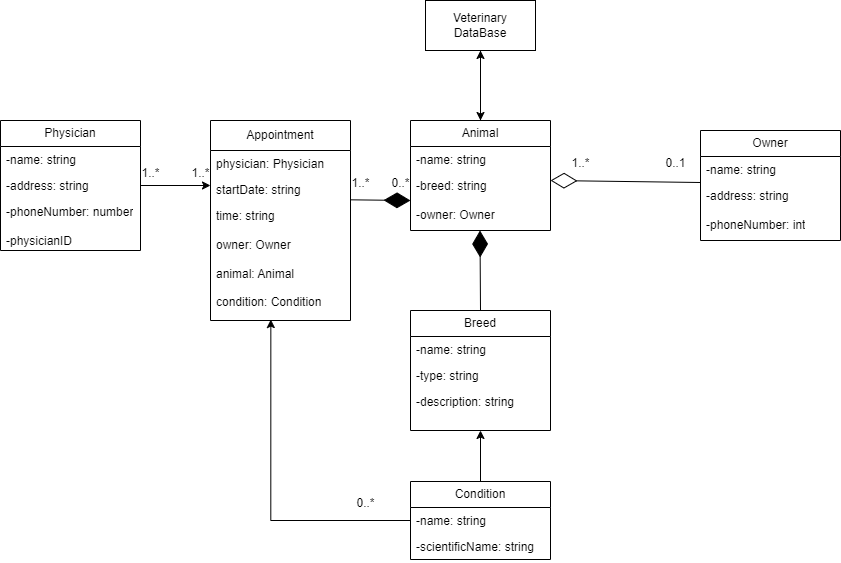 Veterinary
DataBase
Physician
-name: string
-address: string
-phoneNumber: number
-physicianID
1..*
1..*
Appointment
physician: Physician
startDate: string
time: string
owner: Owner
animal: Animal
condition: Condition
1..*
0..*
Animal
-name: string
-breed: string
-owner: Owner
1..*
0..1
Owner
-name: string
-address: string
-phoneNumber: int
Breed
-name: string
-type: string
-description: string
0..*
Condition
-name: string
-scientificName: string